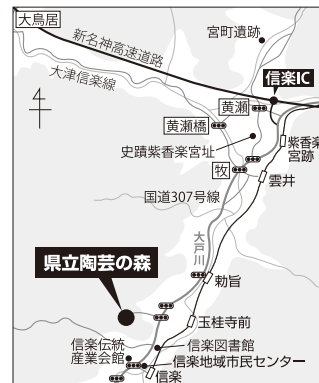 大鳥居
新名神高速道路
宮町遺跡
大津信楽線
信楽IC
黄瀬
黄瀬橋
史蹟紫香楽宮址
紫香楽
宮跡
牧
雲井
国道307号線
大戸川
県立陶芸の森
勅旨
玉桂寺前
信楽伝統
産業会館
信楽図書館
信楽地域市民センター
信楽